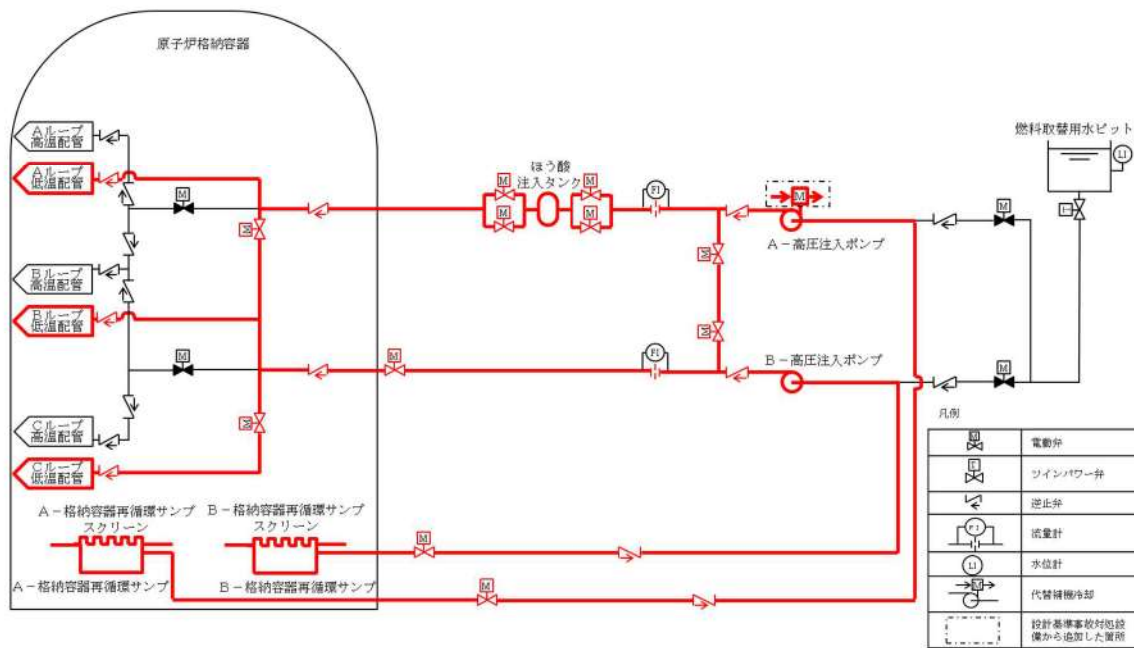 原子炉格納容器
Aループ
高温配管
Aループ
低温配管
M
Bループ
高温配管
Bループ
低温配管
M
Cループ
高温配管
Cループ
低温配管
M
M
ほう酸
注入タンク
M
M
M
M
FI
M
A-高圧注入ポンプ
M
M
M
FI
B-高圧注入ポンプ
燃料取替用水ピット
LI
M
M
A-格納容器再循環サンプ
スクリーン
B-格納容器再循環サンプ
スクリーン
A-格納容器再循環サンプ
B-格納容器再循環サンプ
M
M
凡例
M
電動弁
ツインパワー弁
逆止弁
FI
流量計
LI
水位計
M
代替補機冷却
設計基準事故対処設
備から追加した箇所